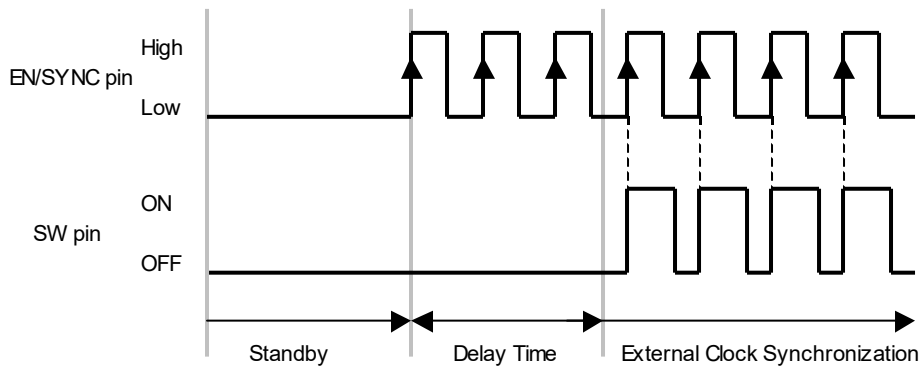 High
EN/SYNC pin
Low
ON
SW pin
OFF
Standby
Delay Time
External Clock Synchronization